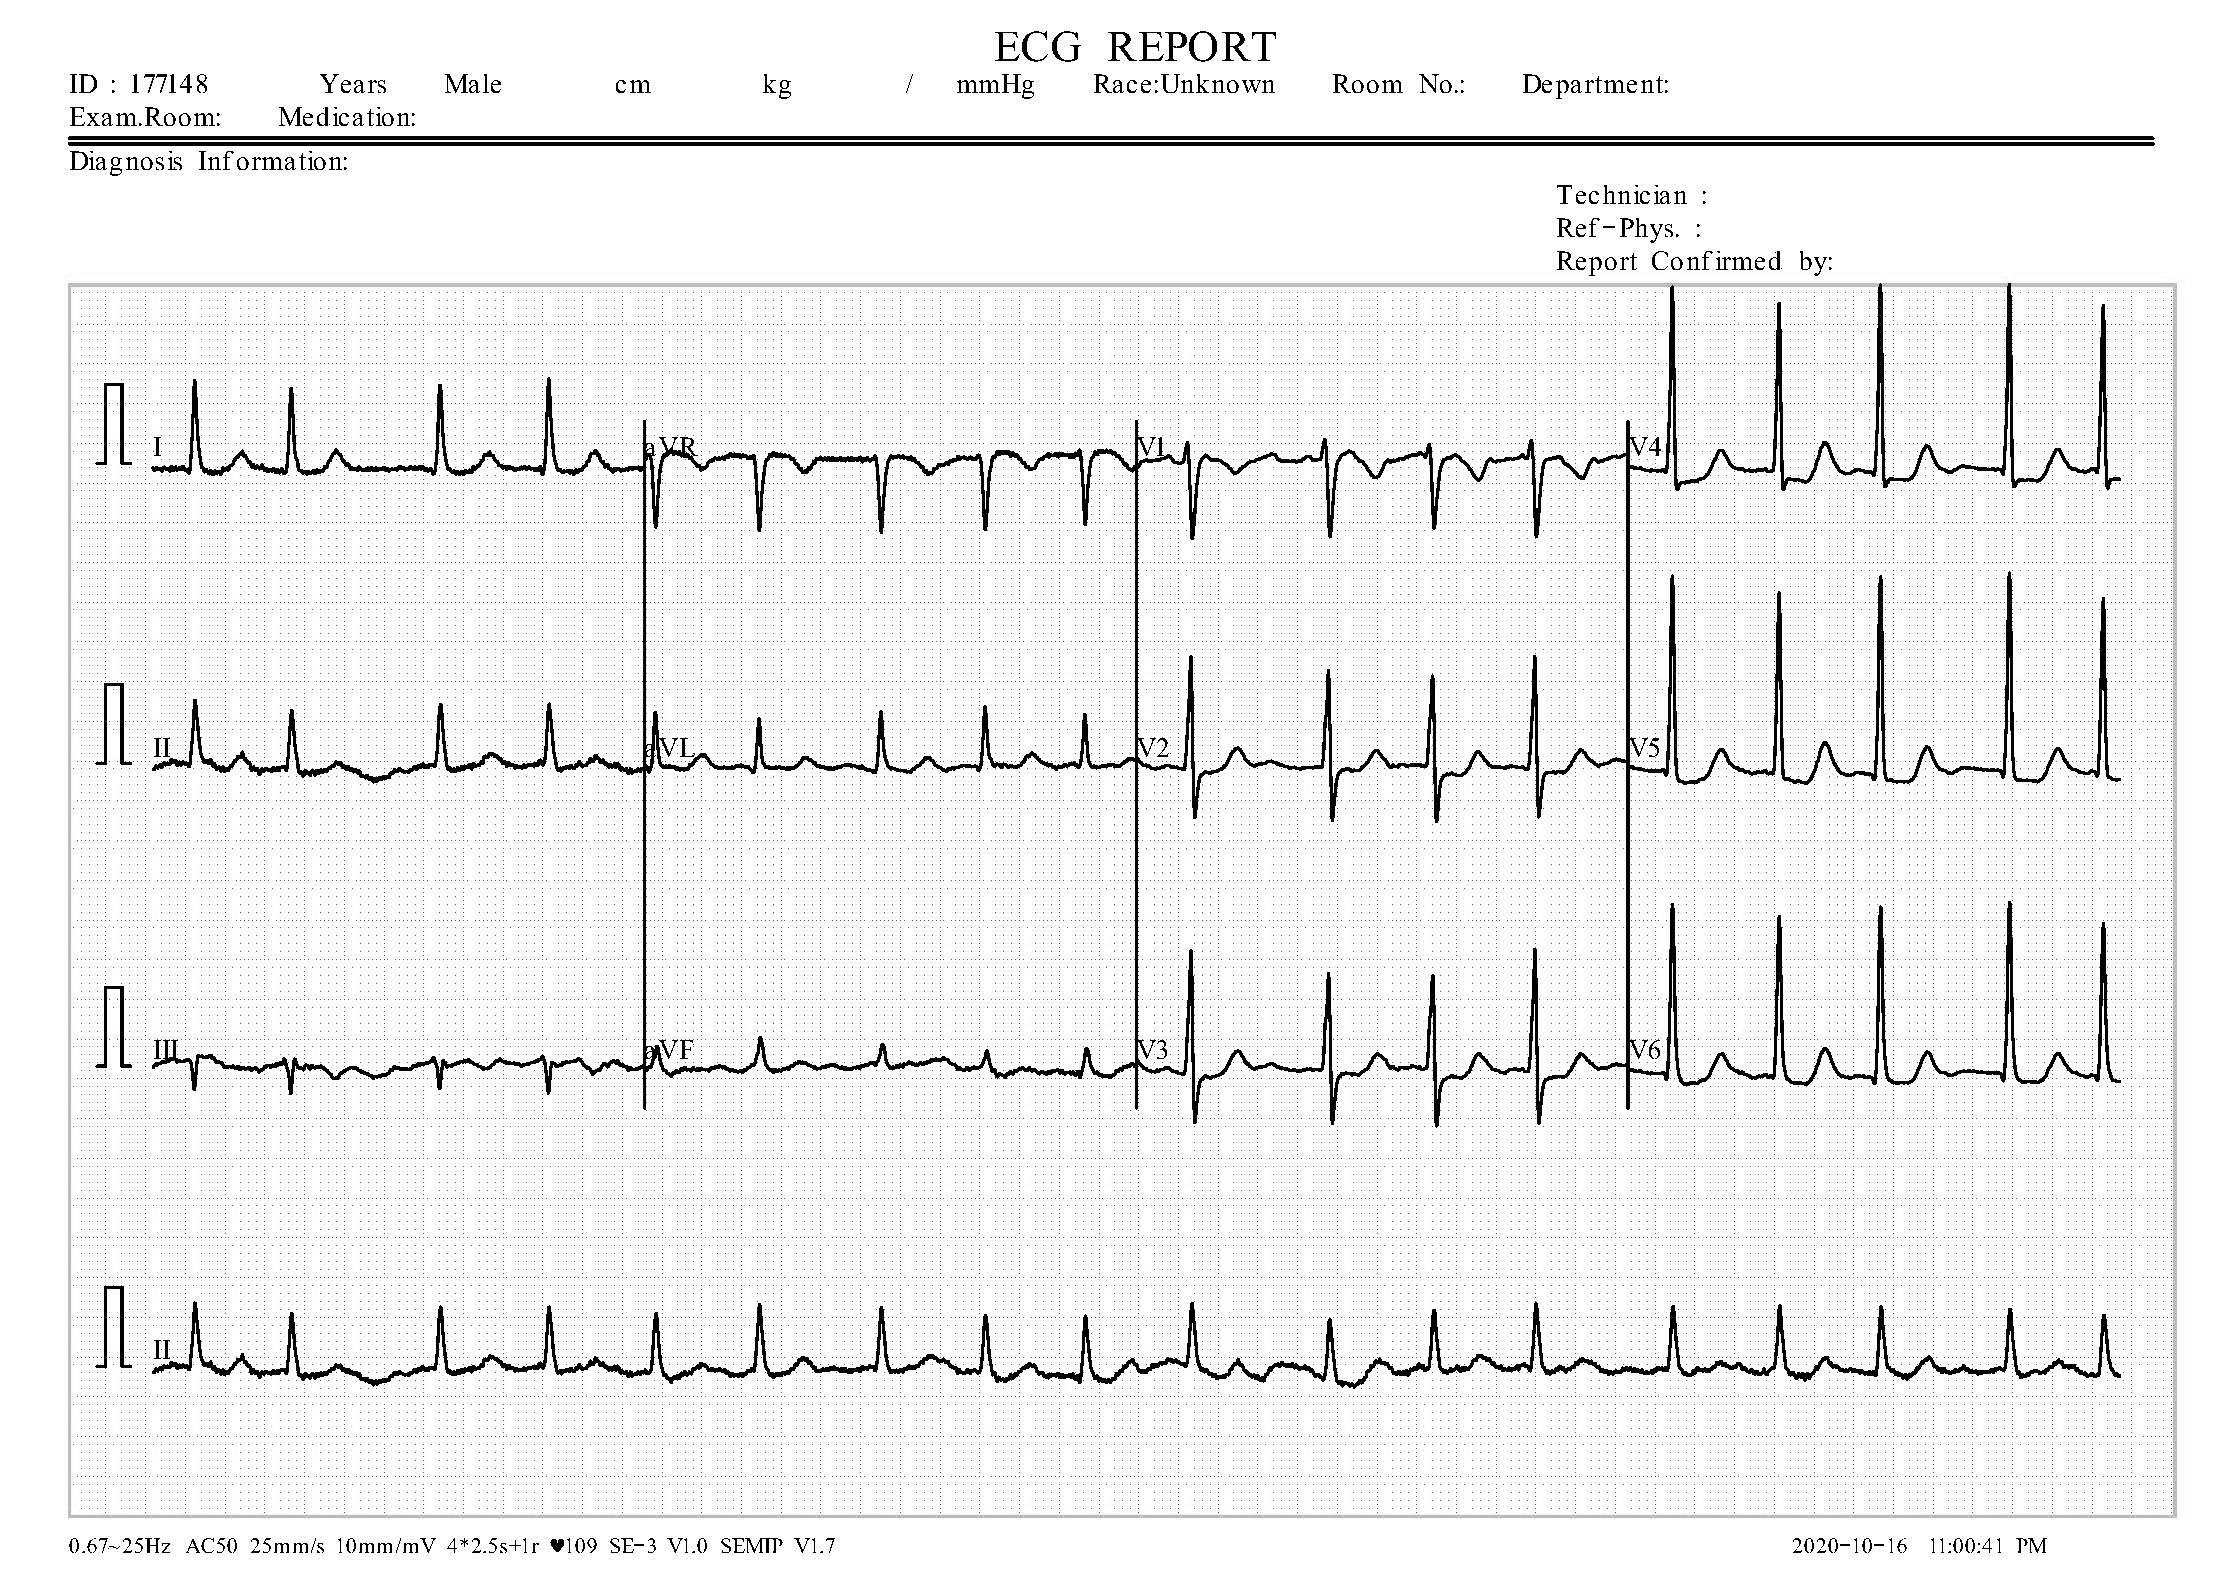 ECG REPORT
ID : 177148 Years Male cm kg / mmHg Race:Unknown Room No.: Department:
Exam.Room: Medication:
Diagnosis Information:
Technician :
Ref-Phys. :
Report Confirmed by:
I aVR V1 V4
II aVL V2 V5
III aVF V3 V6
II
0.67~25Hz AC50 25mm/s 10mm/mV 4*2.5s+1r ♥109 SE-3 V1.0 SEMIP V1.7 2020-10-16 11:00:41 PM